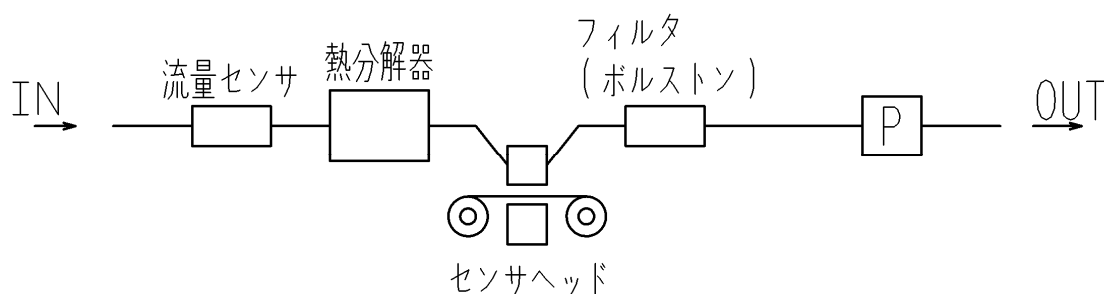 IN
流量センサ
熱分解器
フィルタ
(ボルストン)
P
OUT
センサヘッド